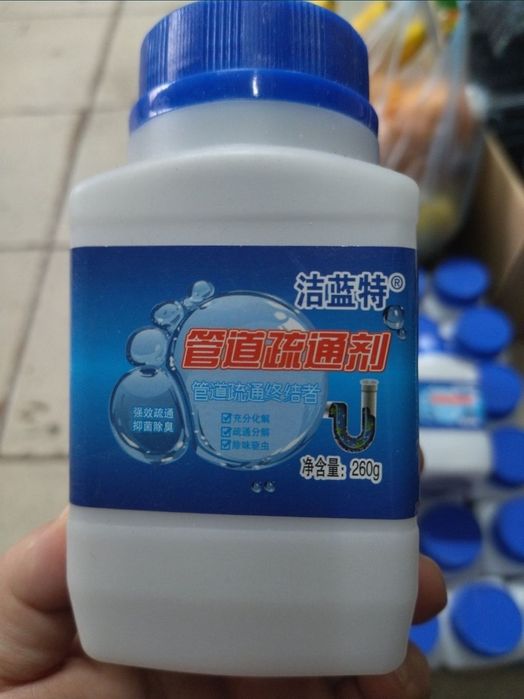 洁蓝特®
管道疏通剂
管道疏通终结者
强效疏通
抑菌除臭
充分化解
疏通分解
除味驱虫
净含量：260g